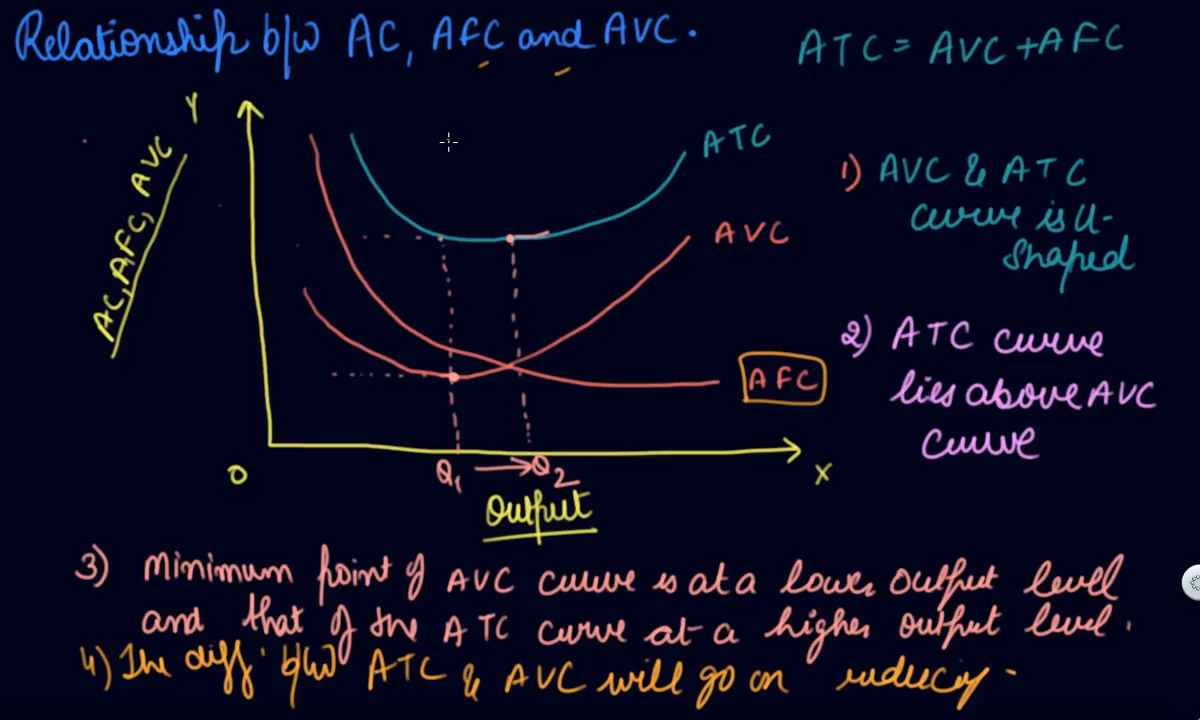 Relationship b/w AC, AFC and AVC.
ATC = AVC + AFC
Y
AC, AFC, AVC
ATC
AVC
AFC
O
Q1 → Q2
X
Output
1) AVC & ATC
curve is U-
shaped
2) ATC curve
lies above AVC
curve
3) Minimum point of AVC curve is at a lower output level
and that of the ATC curve at a higher output level.
4) The diff. b/w ATC & AVC will go on reducing.